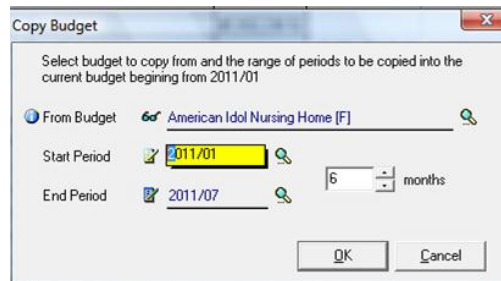 Copy Budget
Select budget to copy from and the range of periods to be copied into the
current budget begining from 2011/01
From Budget American Idol Nursing Home [F]
Start Period 2011/01
6 months
End Period 2011/07
OK Cancel